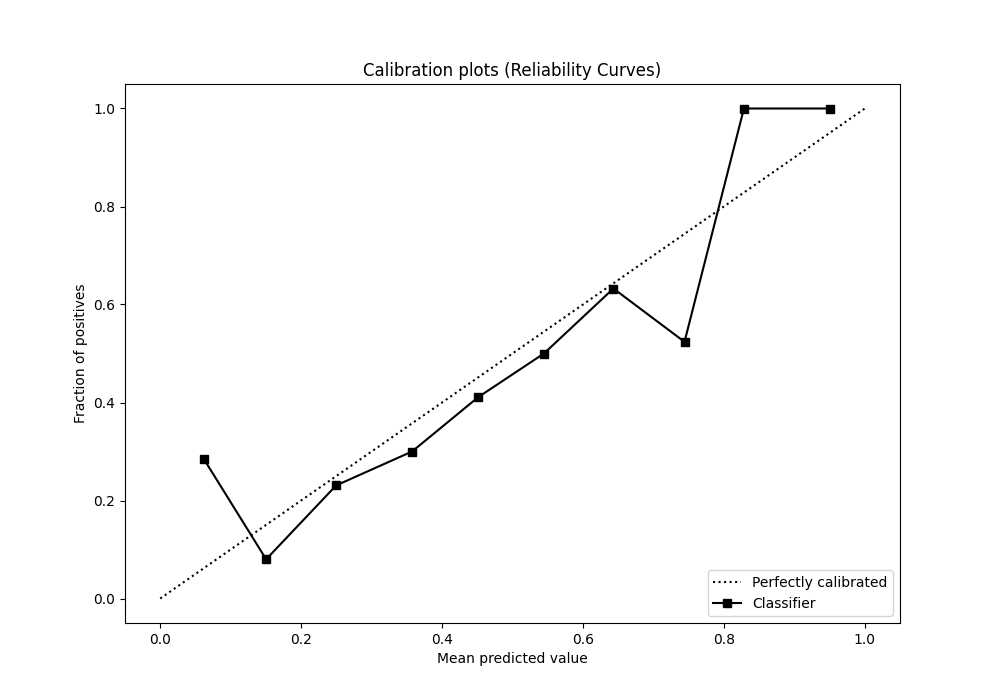 Calibration plots (Reliability Curves)
1.0
0.8
0.6
0.4
0.2
0.0
Fraction of positives
0.0 0.2 0.4 0.6 0.8 1.0
Mean predicted value
Perfectly calibrated
Classifier